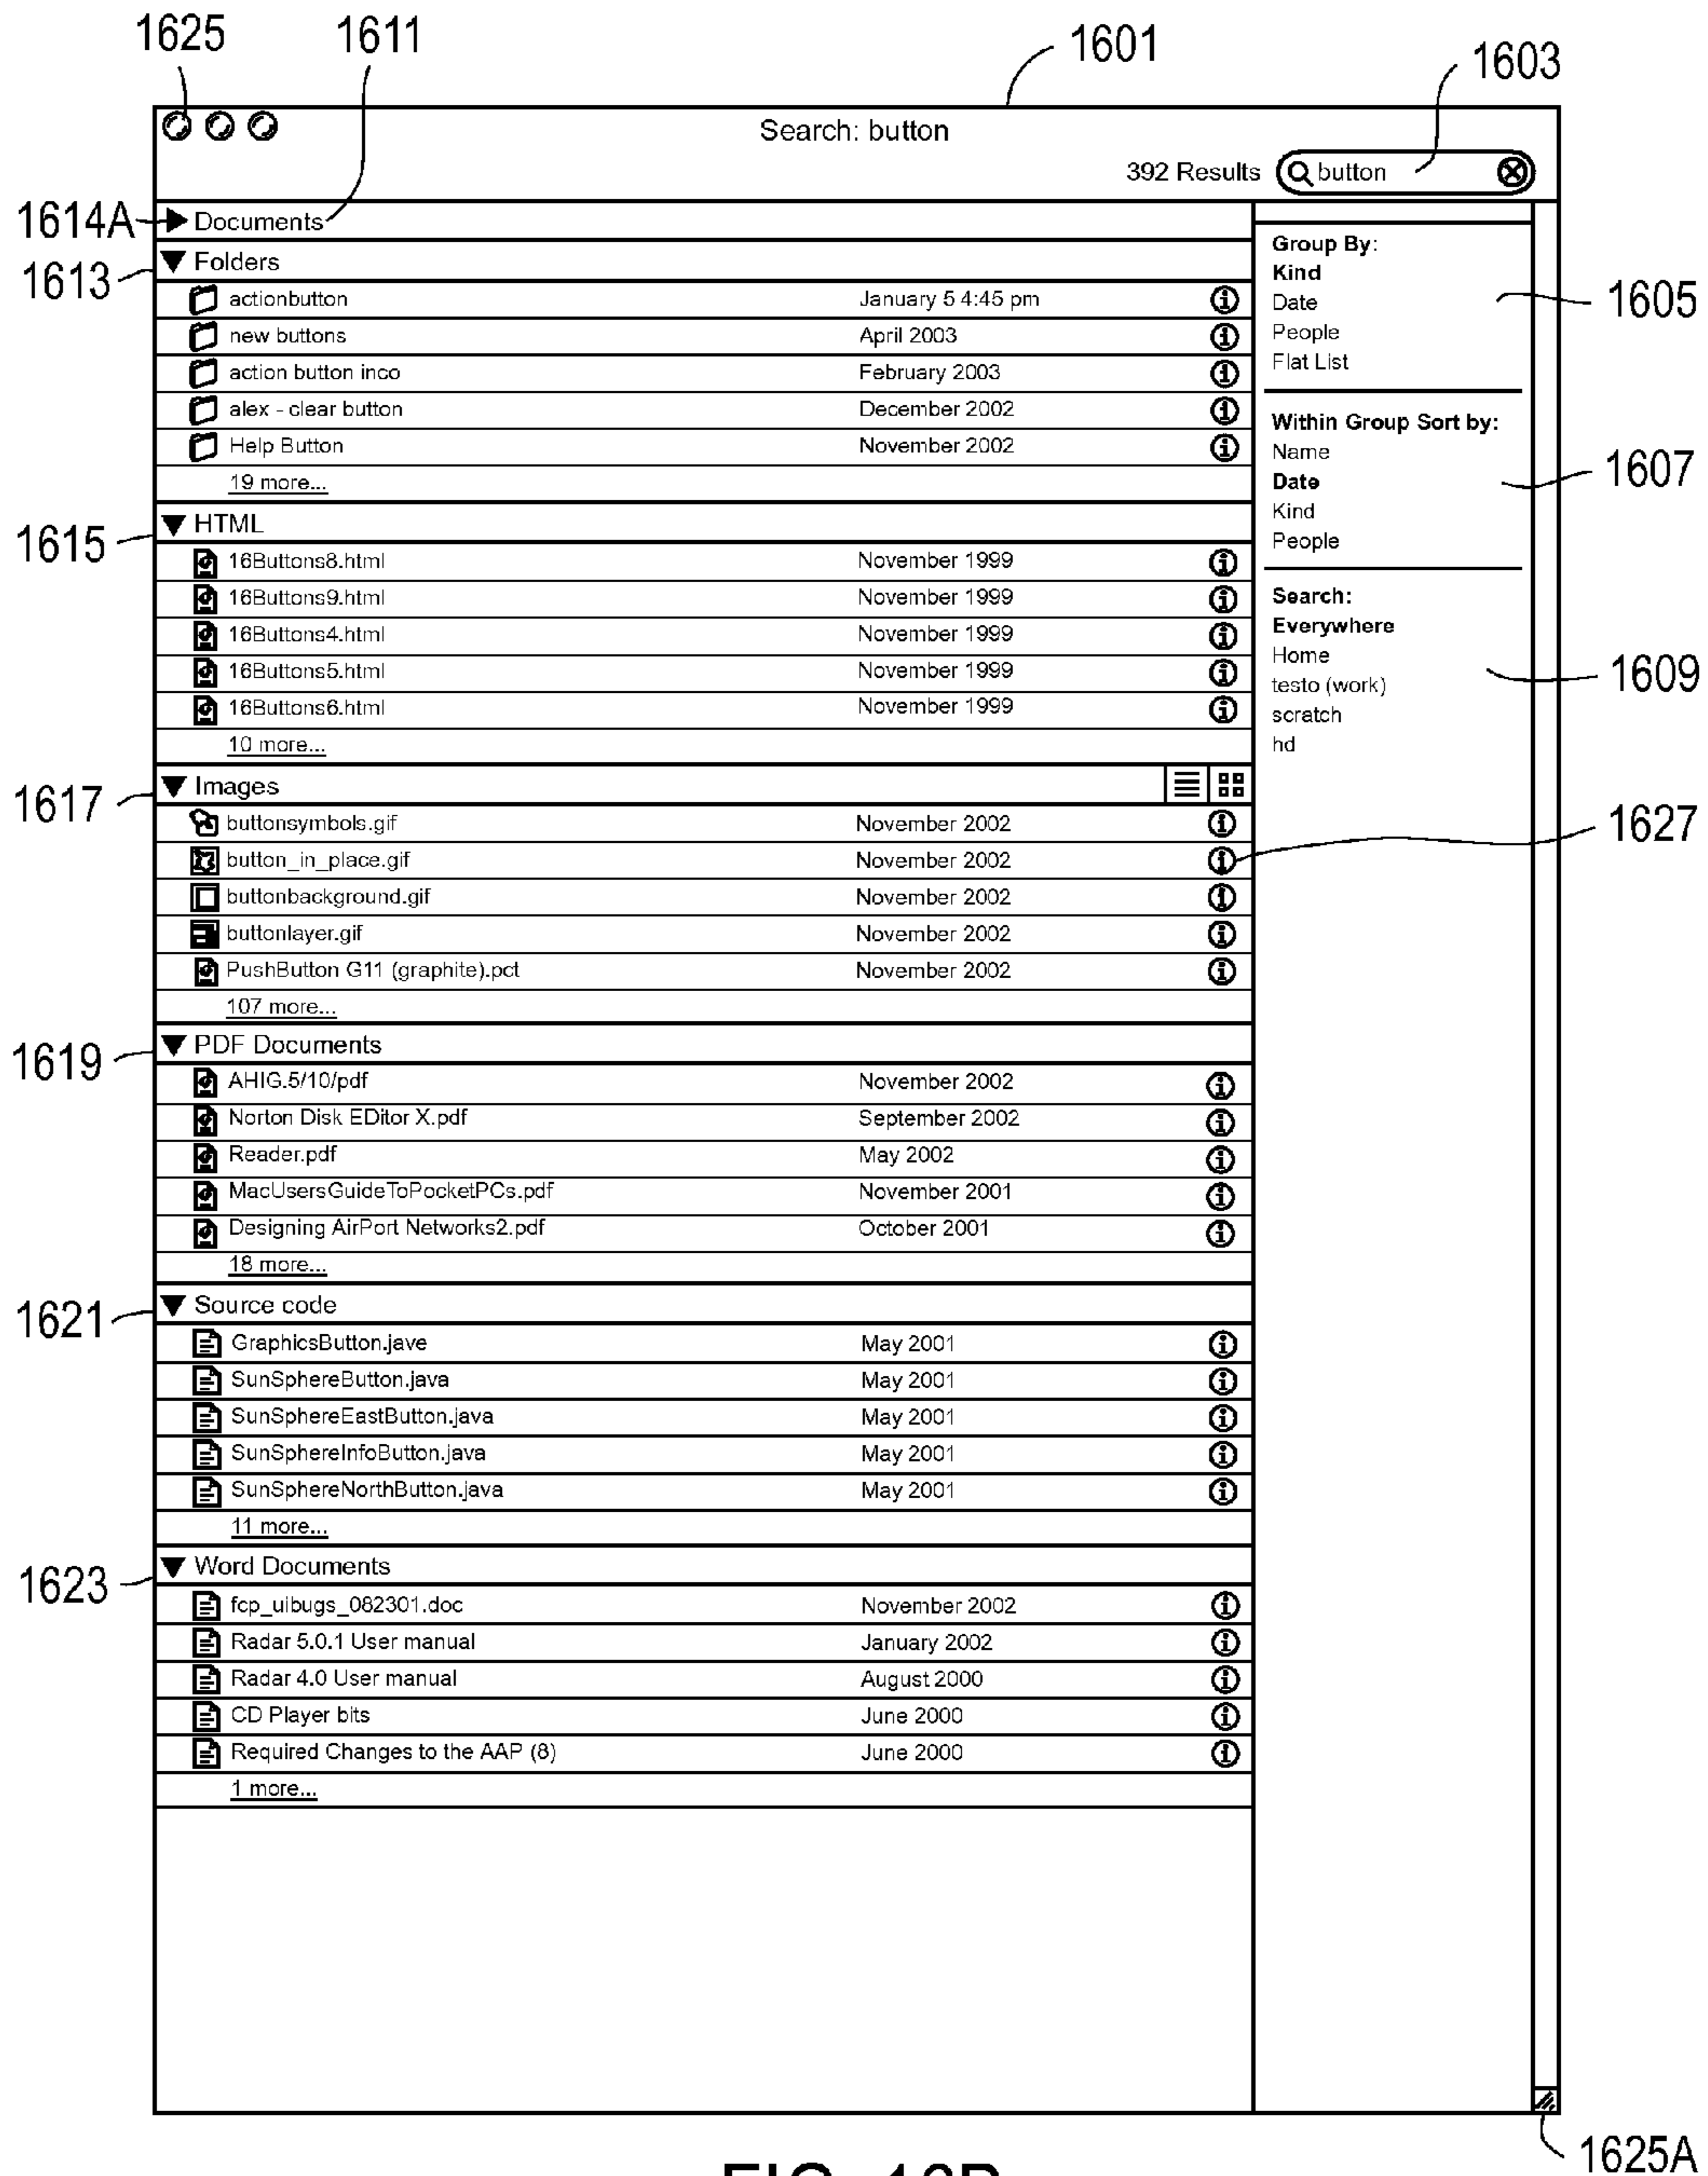 1625 1611 1601 1603
Search: button
392 Results button
1614A Documents
1613 Folders
actionbutton January 5 4:45 pm
new buttons April 2003
action button inco February 2003
alex - clear button December 2002
Help Button November 2002
19 more...
1615 HTML
16Buttons8.html November 1999
16Buttons9.html November 1999
16Buttons4.html November 1999
16Buttons5.html November 1999
16Buttons6.html November 1999
10 more...
1617 Images
buttonsymbols.gif November 2002
button_in_place.gif November 2002
buttonbackground.gif November 2002
buttonlayer.gif November 2002
PushButton G11 (graphite).pct November 2002
107 more...
1619 PDF Documents
AHIG.5/10/pdf November 2002
Norton Disk EDitor X.pdf September 2002
Reader.pdf May 2002
MacUsersGuideToPocketPCs.pdf November 2001
Designing AirPort Networks2.pdf October 2001
18 more...
1621 Source code
GraphicsButton.jave May 2001
SunSphereButton.java May 2001
SunSphereEastButton.java May 2001
SunSphereInfoButton.java May 2001
SunSphereNorthButton.java May 2001
11 more...
1623 Word Documents
fcp_uibugs_082301.doc November 2002
Radar 5.0.1 User manual January 2002
Radar 4.0 User manual August 2000
CD Player bits June 2000
Required Changes to the AAP (8) June 2000
1 more...
Group By:
Kind
Date 1605
People
Flat List
Within Group Sort by:
Name
Date 1607
Kind
People
Search:
Everywhere
Home
testo (work) 1609
scratch
hd
1627
1625A